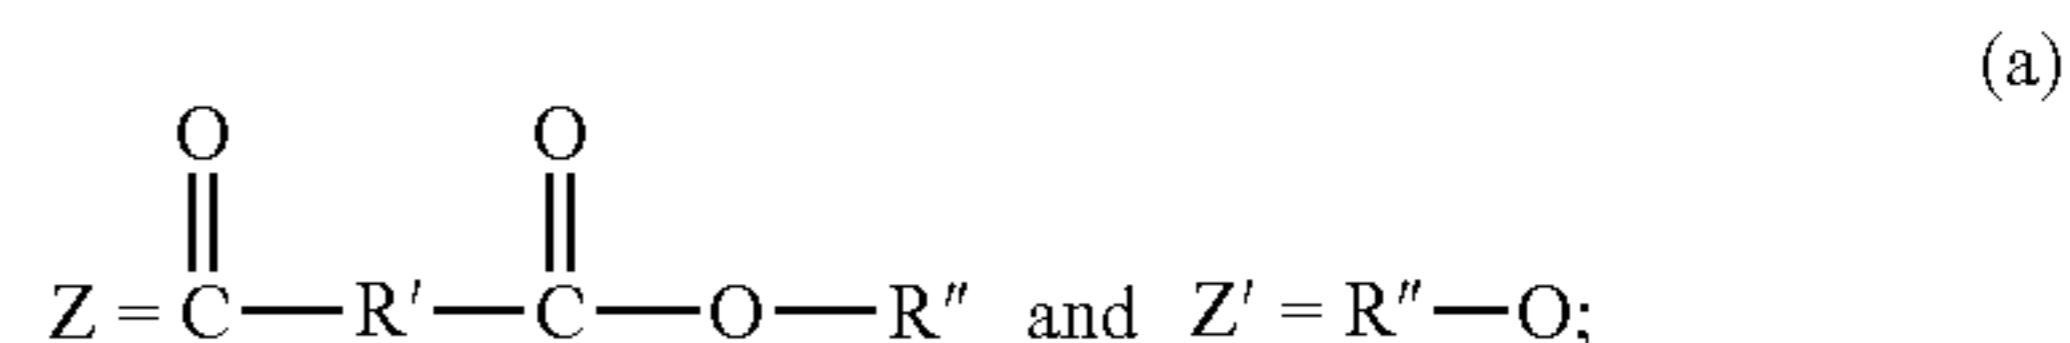 (a)
O O
Z = C—R′—C—O—R″ and Z′ = R″—O;